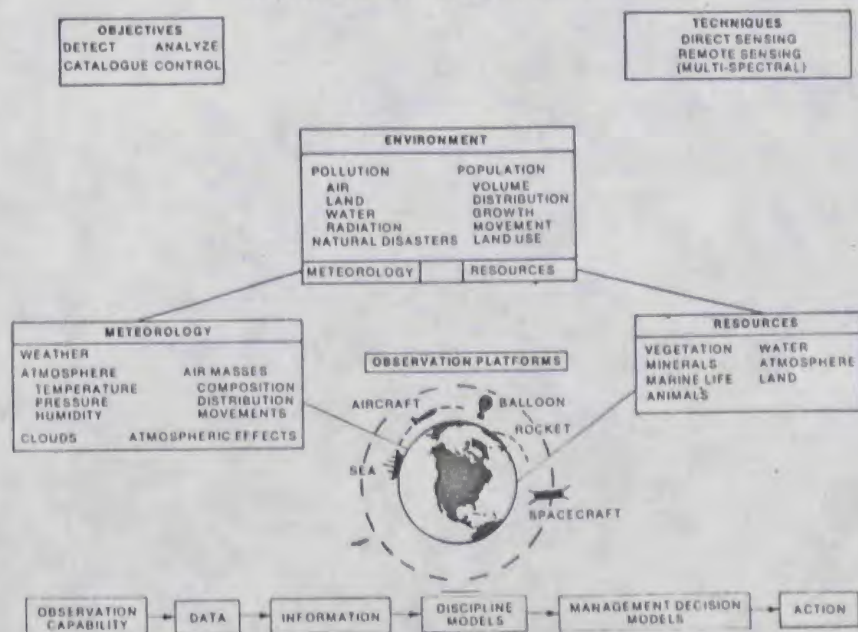 OBJECTIVES
DETECT ANALYZE
CATALOGUE CONTROL
TECHNIQUES
DIRECT SENSING
REMOTE SENSING
(MULTI-SPECTRAL)
ENVIRONMENT
POLLUTION POPULATION
AIR VOLUME
LAND DISTRIBUTION
WATER GROWTH
RADIATION MOVEMENT
NATURAL DISASTERS LAND USE
METEOROLOGY RESOURCES
METEOROLOGY
WEATHER
ATMOSPHERE AIR MASSES
TEMPERATURE COMPOSITION
PRESSURE DISTRIBUTION
HUMIDITY MOVEMENTS
CLOUDS ATMOSPHERIC EFFECTS
RESOURCES
VEGETATION WATER
MINERALS ATMOSPHERE
MARINE LIFE LAND
ANIMALS
OBSERVATION PLATFORMS
AIRCRAFT BALLOON
ROCKET
SEA
SPACECRAFT
OBSERVATION CAPABILITY
DATA
INFORMATION
DISCIPLINE MODELS
MANAGEMENT DECISION MODELS
ACTION